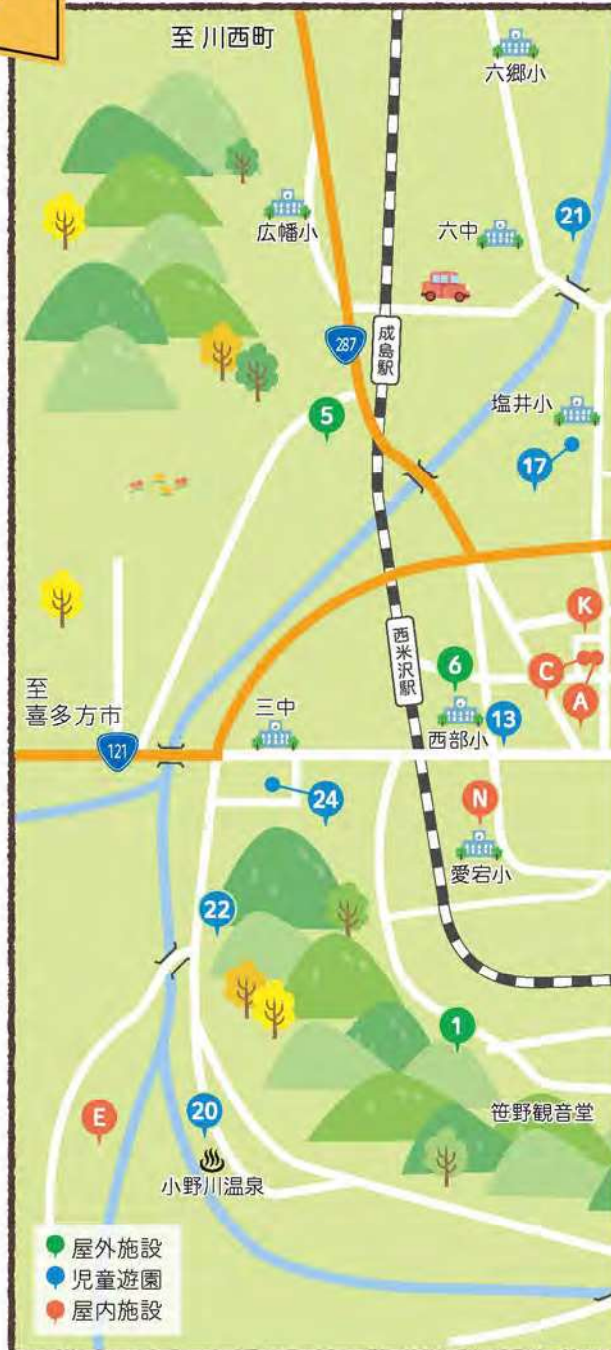 至 川西町
六郷小
21
広幡小
六中
287
成島駅
5
塩井小
17
K
西米沢駅
6
C
A
至
喜多方市
121
三中
西部小
13
24
N
愛宕小
22
1
E
20
笹野観音堂
小野川温泉
屋外施設
児童遊園
屋内施設